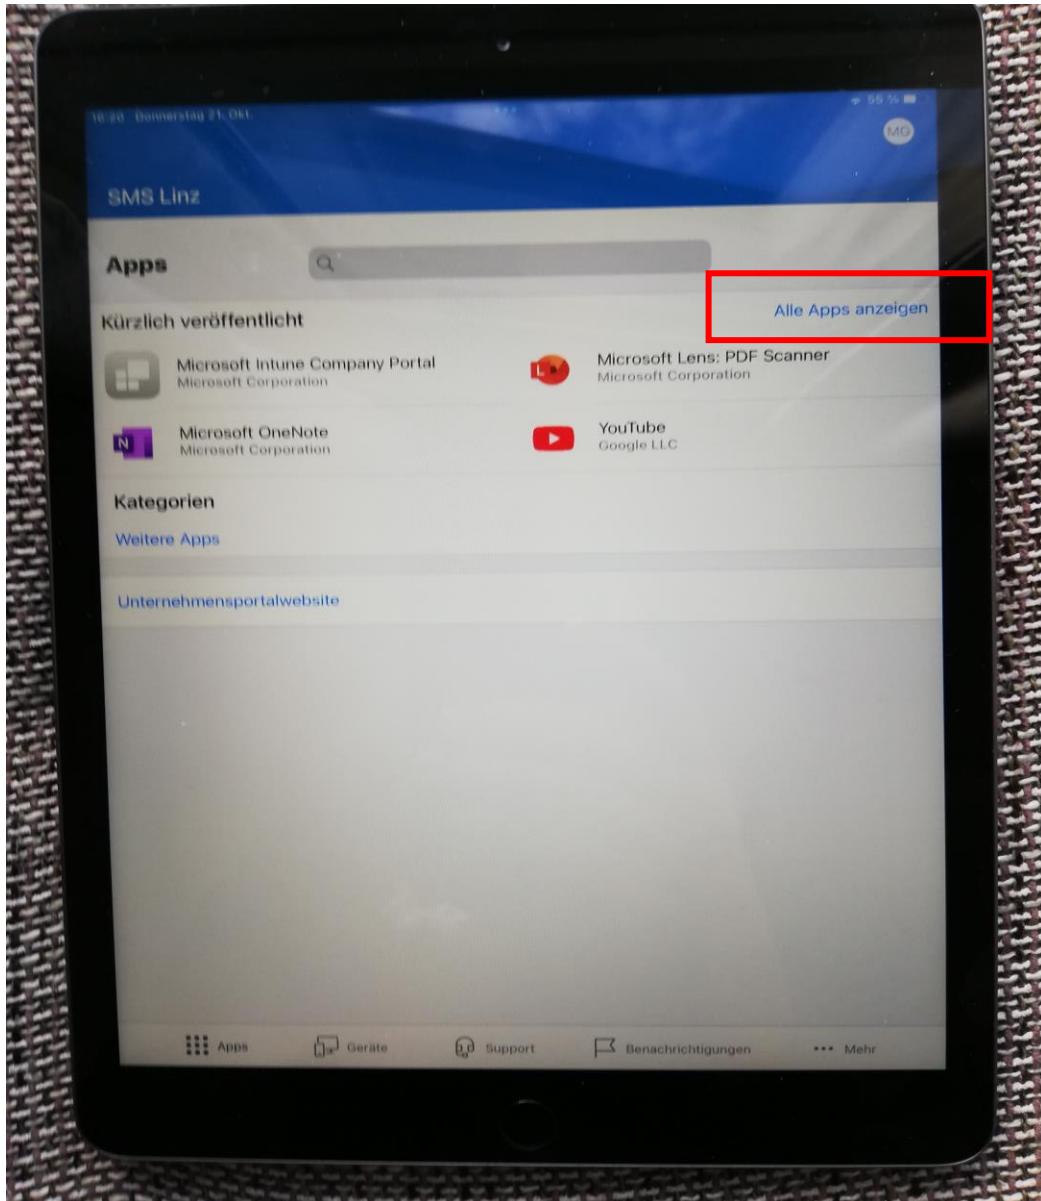 16:20 Donnerstag 21. Okt.
55 %
MG
SMS Linz
Apps
Alle Apps anzeigen
Kürzlich veröffentlicht
Microsoft Intune Company Portal
Microsoft Corporation
Microsoft Lens: PDF Scanner
Microsoft Corporation
Microsoft OneNote
Microsoft Corporation
YouTube
Google LLC
Kategorien
Weitere Apps
Unternehmensportalwebsite
Apps
Geräte
Support
Benachrichtigungen
Mehr